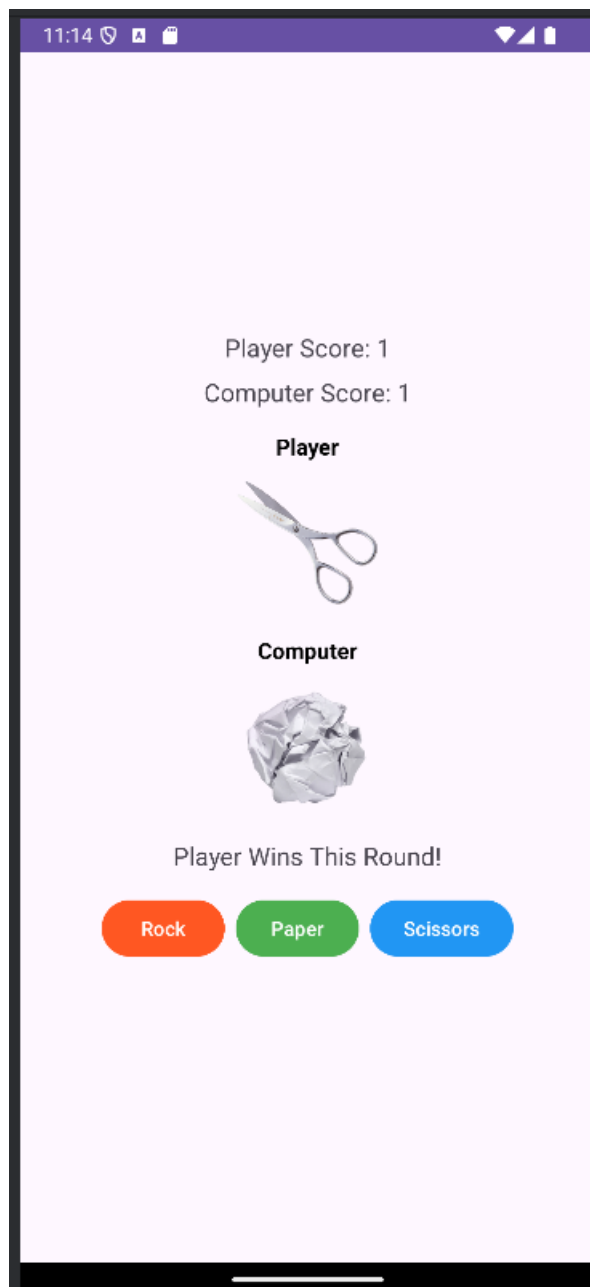 11:14
Player Score: 1
Computer Score: 1
Player
Computer
Player Wins This Round!
Rock Paper Scissors